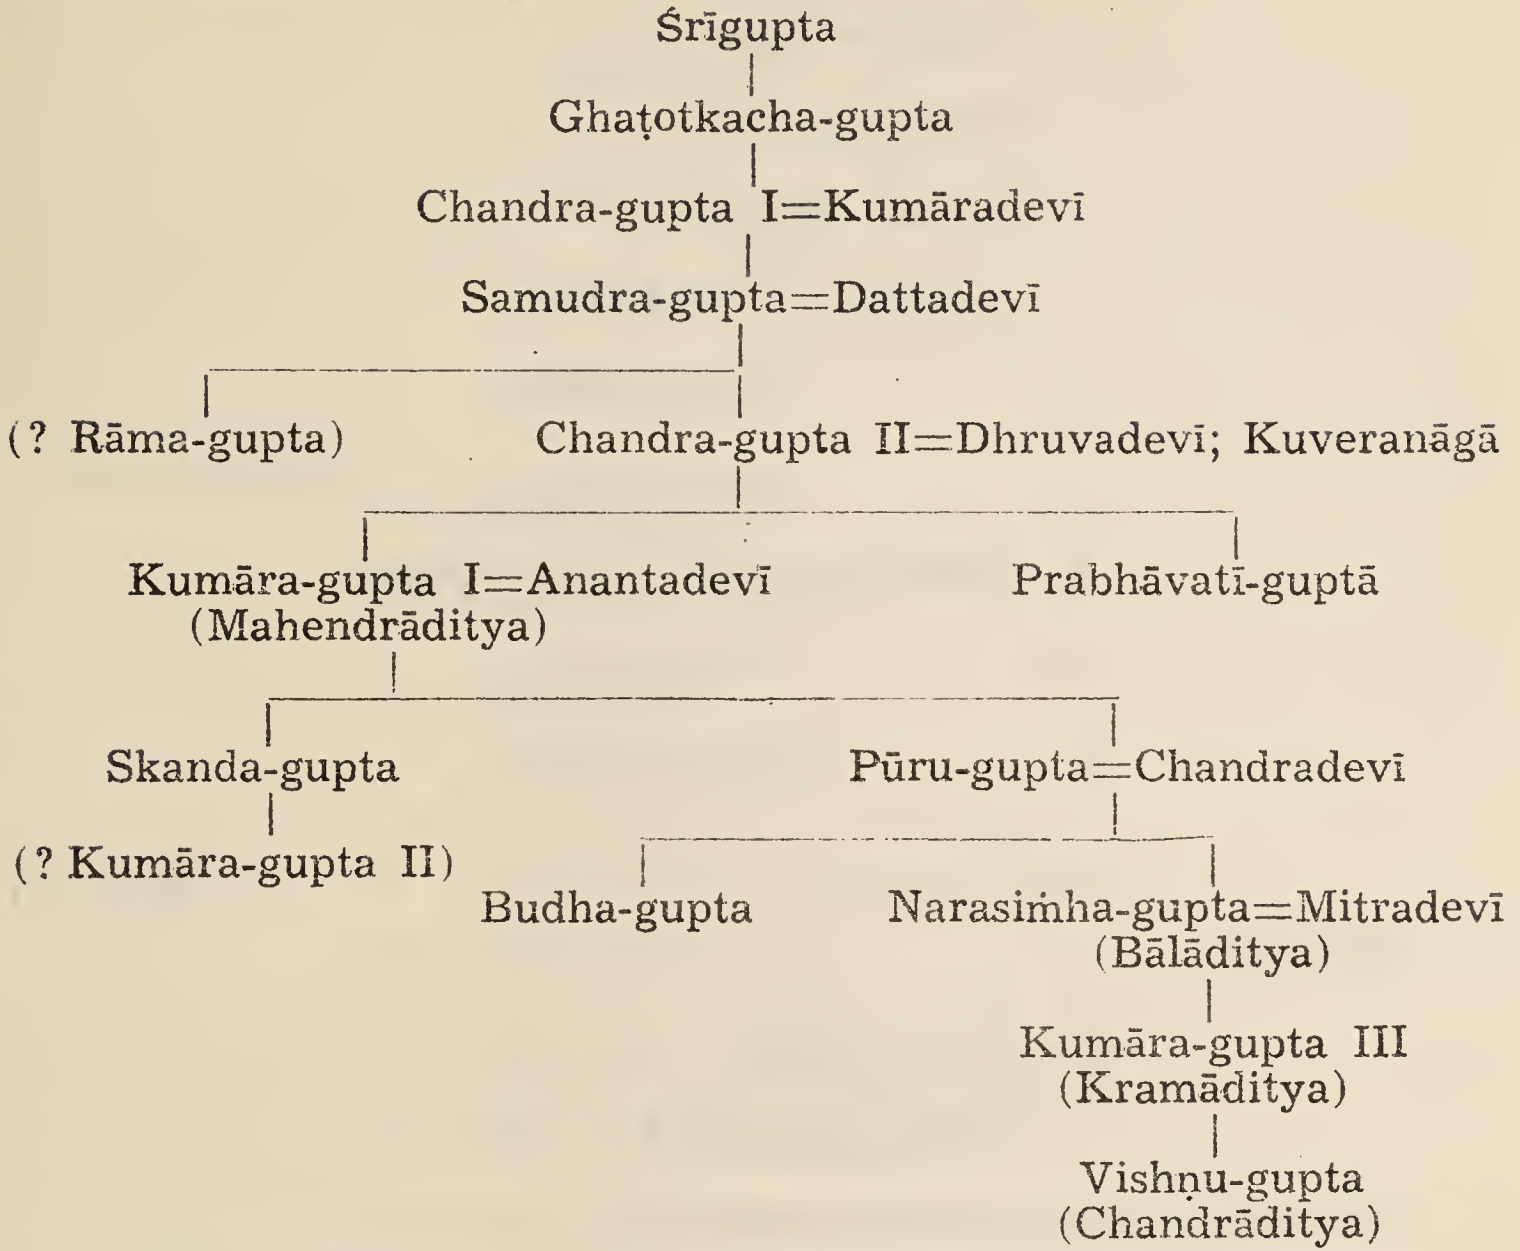 Śrīgupta
Ghaṭotkacha-gupta
Chandra-gupta I=Kumāradevī
Samudra-gupta=Dattadevī
(? Rāma-gupta) Chandra-gupta II=Dhruvadevī; Kuveranāgā
Kumāra-gupta I=Anantadevī Prabhāvatī-guptā
(Mahendrāditya)
Skanda-gupta Pūru-gupta=Chandradevī
(? Kumāra-gupta II)
Budha-gupta Narasiṁha-gupta=Mitradevī
(Bālāditya)
Kumāra-gupta III
(Kramāditya)
Vishṇu-gupta
(Chandrāditya)